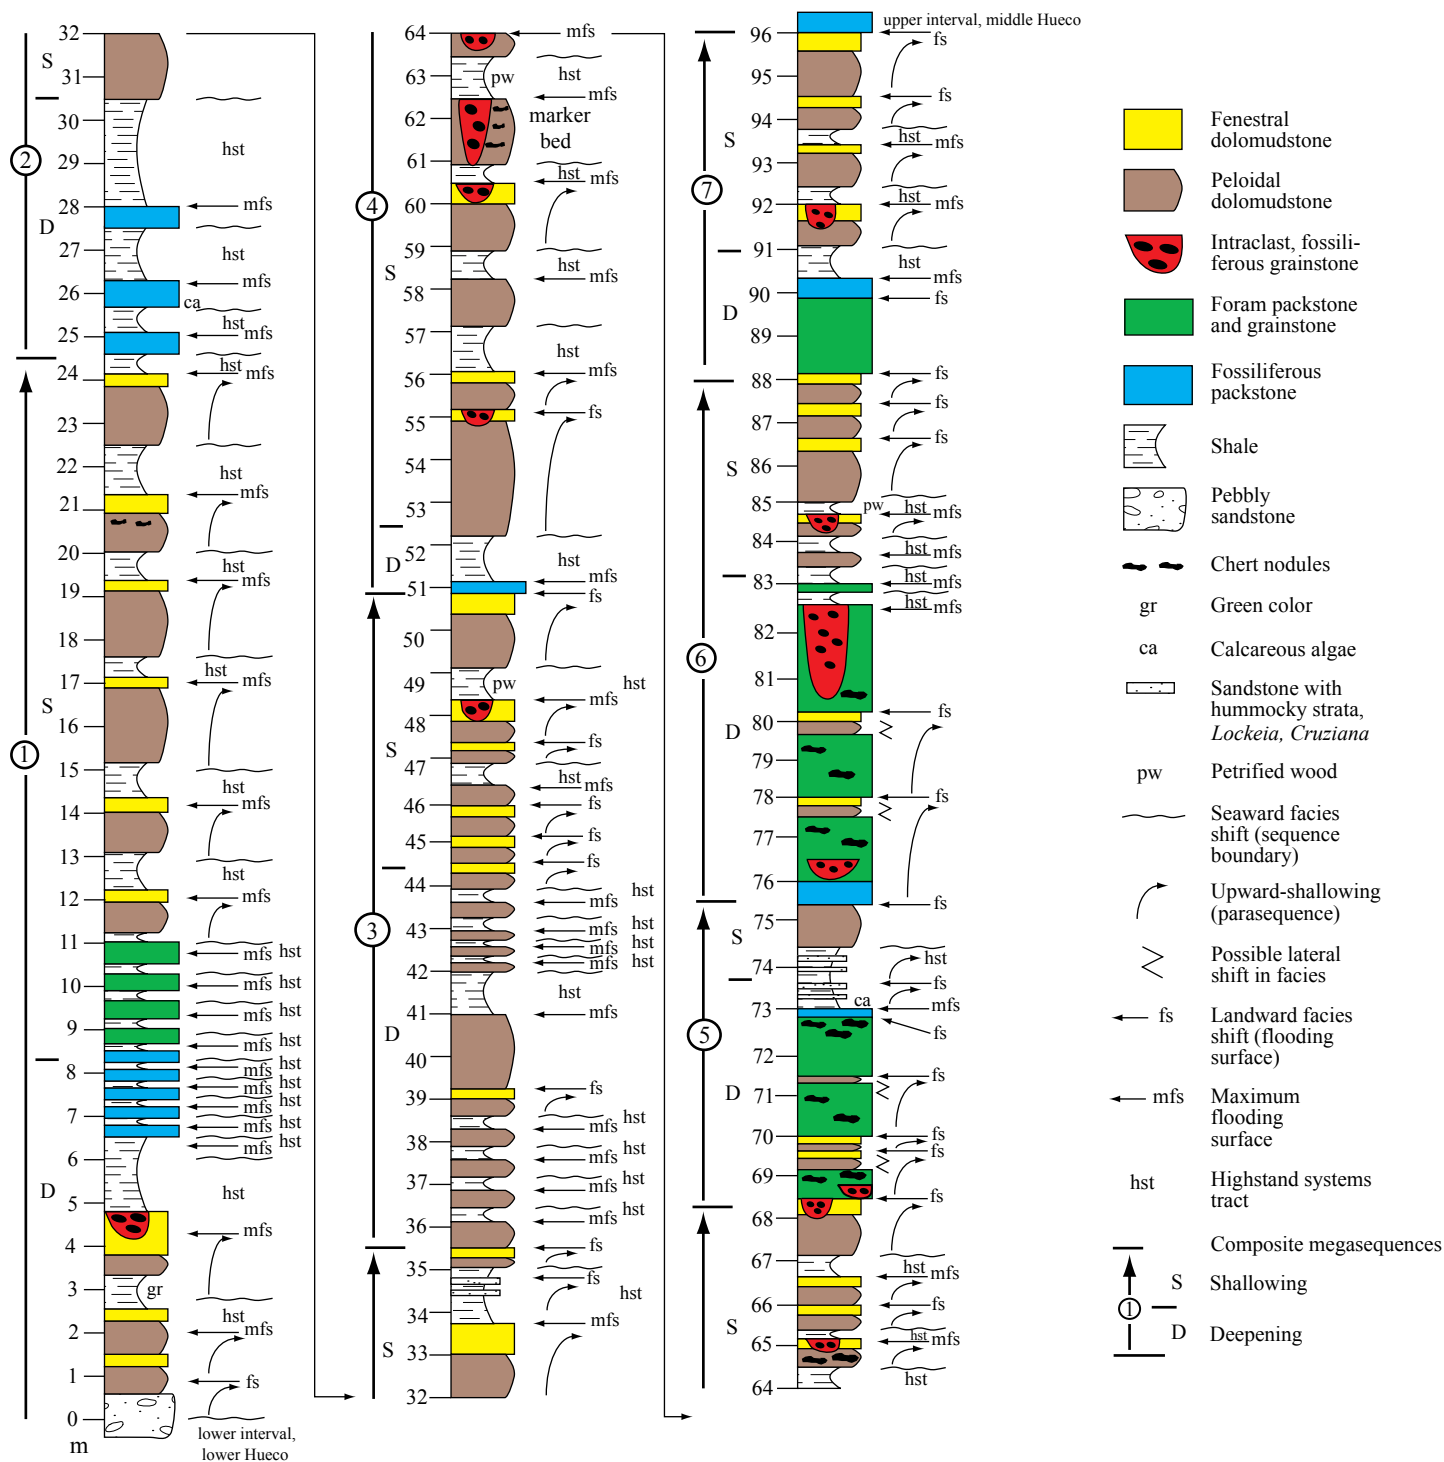 32
31
30
29
28
27
26
25
24
23
22
21
20
19
18
17
16
15
14
13
12
11
10
9
8
7
6
5
4
3
2
1
0
m
S
2
D
1
S
D
hst
mfs
hst
mfs
ca
hst
mfs
hst
mfs
hst
mfs
hst
mfs
hst
mfs
hst
mfs
hst
mfs
mfs hst
mfs hst
mfs hst
mfs hst
mfs hst
mfs hst
mfs hst
mfs hst
mfs hst
hst
mfs
gr
hst
mfs
fs
lower interval,
lower Hueco
64
63
62
61
60
59
58
57
56
55
54
53
52
51
50
49
48
47
46
45
44
43
42
41
40
39
38
37
36
35
34
33
32
4
S
D
3
S
D
S
mfs
pw
hst
mfs
marker
bed
hst
mfs
hst
mfs
hst
mfs
fs
hst
mfs
fs
pw
hst
mfs
fs
hst
mfs
fs
fs
fs
hst
mfs
hst
mfs
hst
mfs
hst
mfs
hst
mfs
fs
hst
mfs
hst
mfs
hst
mfs
hst
mfs
fs
fs
hst
mfs
96
95
94
93
92
91
90
89
88
87
86
85
84
83
82
81
80
79
78
77
76
75
74
73
72
71
70
69
68
67
66
65
64
S
7
D
S
6
D
S
5
D
S
upper interval, middle Hueco
fs
fs
hst
mfs
hst
mfs
hst
mfs
fs
fs
fs
fs
pw
hst
mfs
hst
mfs
hst
mfs
hst
mfs
fs
fs
fs
hst
fs
ca
mfs
fs
fs
fs
fs
fs
hst
mfs
fs
hst
mfs
hst
Fenestral
dolomudstone
Peloidal
dolomudstone
Intraclast, fossili-
ferous grainstone
Foram packstone
and grainstone
Fossiliferous
packstone
Shale
Pebbly
sandstone
Chert nodules
gr Green color
ca Calcareous algae
Sandstone with
hummocky strata,
Lockeia, Cruziana
pw Petrified wood
Seaward facies
shift (sequence
boundary)
Upward-shallowing
(parasequence)
Possible lateral
shift in facies
fs Landward facies
shift (flooding
surface)
mfs Maximum
flooding
surface
hst Highstand systems
tract
Composite megasequences
S Shallowing
1
D Deepening